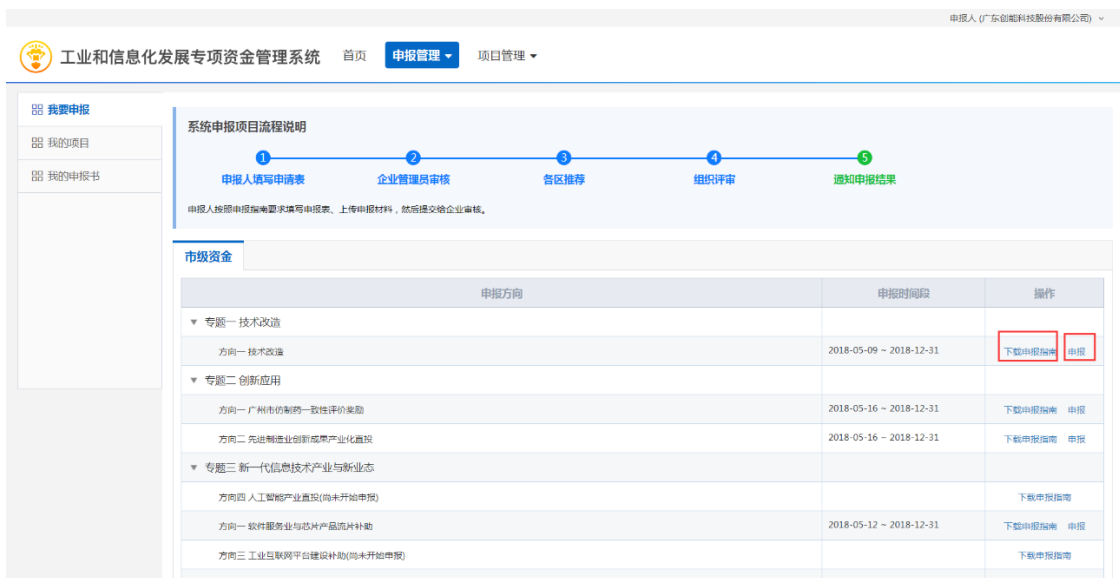 申报人 (广东创能科技股份有限公司)
工业和信息化发展专项资金管理系统 首页 申报管理 项目管理
我要申报
我的项目
我的申报书
系统申报项目流程说明
1 2 3 4 5
申报人填写申请表 企业管理员审核 各区推荐 组织评审 通知申报结果
申报人按照申报指南要求填写申报表、上传申报材料，然后提交给企业审核。
市级资金
申报方向 申报时间段 操作
专题一 技术改造
方向一 技术改造 2018-05-09 ~ 2018-12-31 下载申报指南 申报
专题二 创新应用
方向一 广州市仿制药一致性评价奖励 2018-05-16 ~ 2018-12-31 下载申报指南 申报
方向二 先进制造业创新成果产业化直投 2018-05-16 ~ 2018-12-31 下载申报指南 申报
专题三 新一代信息技术产业与新业态
方向四 人工智能产业直投(尚未开始申报) 下载申报指南
方向一 软件服务业与芯片产品流片补助 2018-05-12 ~ 2018-12-31 下载申报指南 申报
方向三 工业互联网平台建设补助(尚未开始申报) 下载申报指南